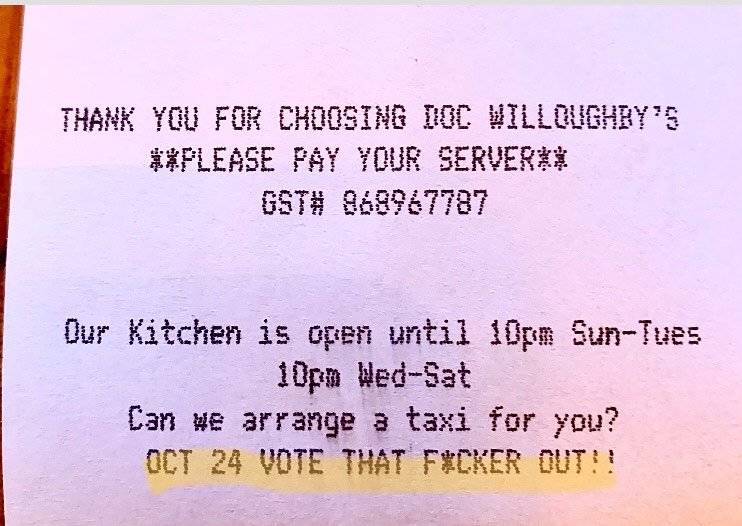 THANK YOU FOR CHOOSING DOC WILLOUGHBY'S
**PLEASE PAY YOUR SERVER**
GST# 868967787
Our Kitchen is open until 10pm Sun-Tues
10pm Wed-Sat
Can we arrange a taxi for you?
OCT 24 VOTE THAT F*CKER OUT!!